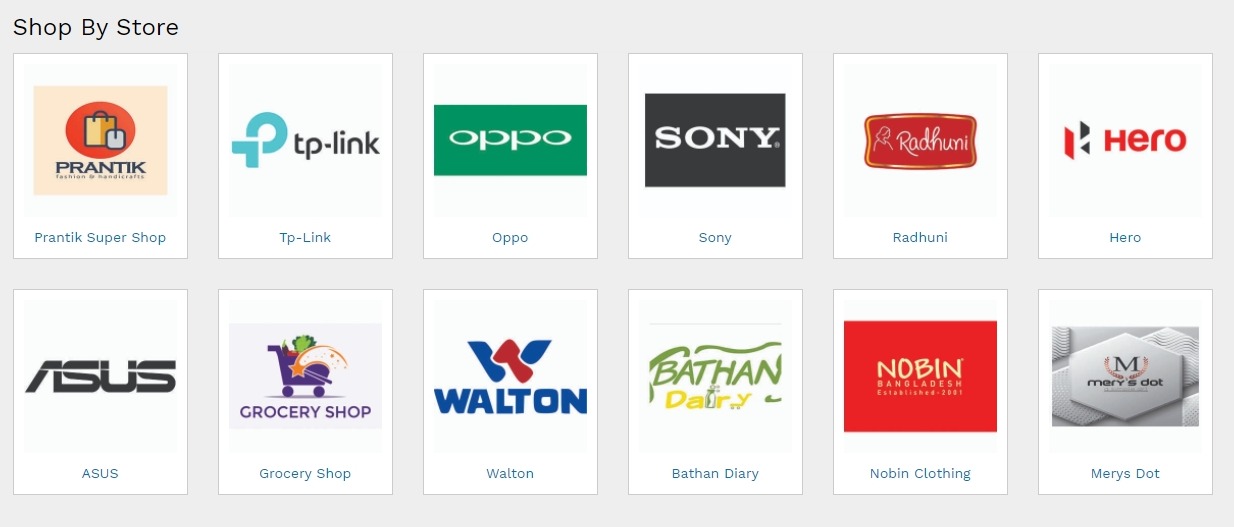 Shop By Store
PRANTIK
fashion & handicrafts
Prantik Super Shop
tp-link
Tp-Link
oppo
Oppo
SONY®
Sony
Radhuni
Radhuni
Hero
Hero
ASUS
ASUS
GROCERY SHOP
Grocery Shop
WALTON
Walton
BATHAN
Dairy
Bathan Diary
NOBIN
BANGLADESH
Established-2001
Nobin Clothing
M
mery's dot
Merys Dot